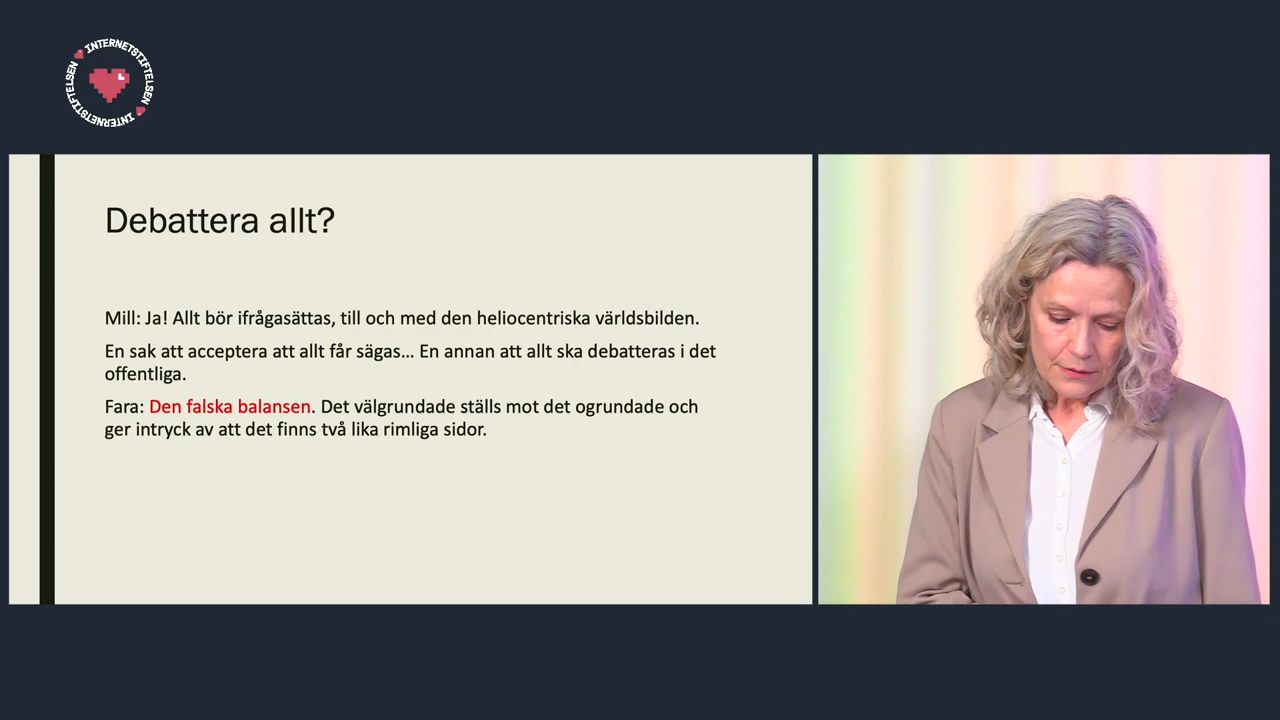 INTERNETSTIFTELSEN
INTERNETSTIFTELSEN
Debattera allt?
Mill: Ja! Allt bör ifrågasättas, till och med den heliocentriska världsbilden.
En sak att acceptera att allt får sägas... En annan att allt ska debatteras i det
offentliga.
Fara: Den falska balansen. Det välgrundade ställs mot det ogrundade och
ger intryck av att det finns två lika rimliga sidor.